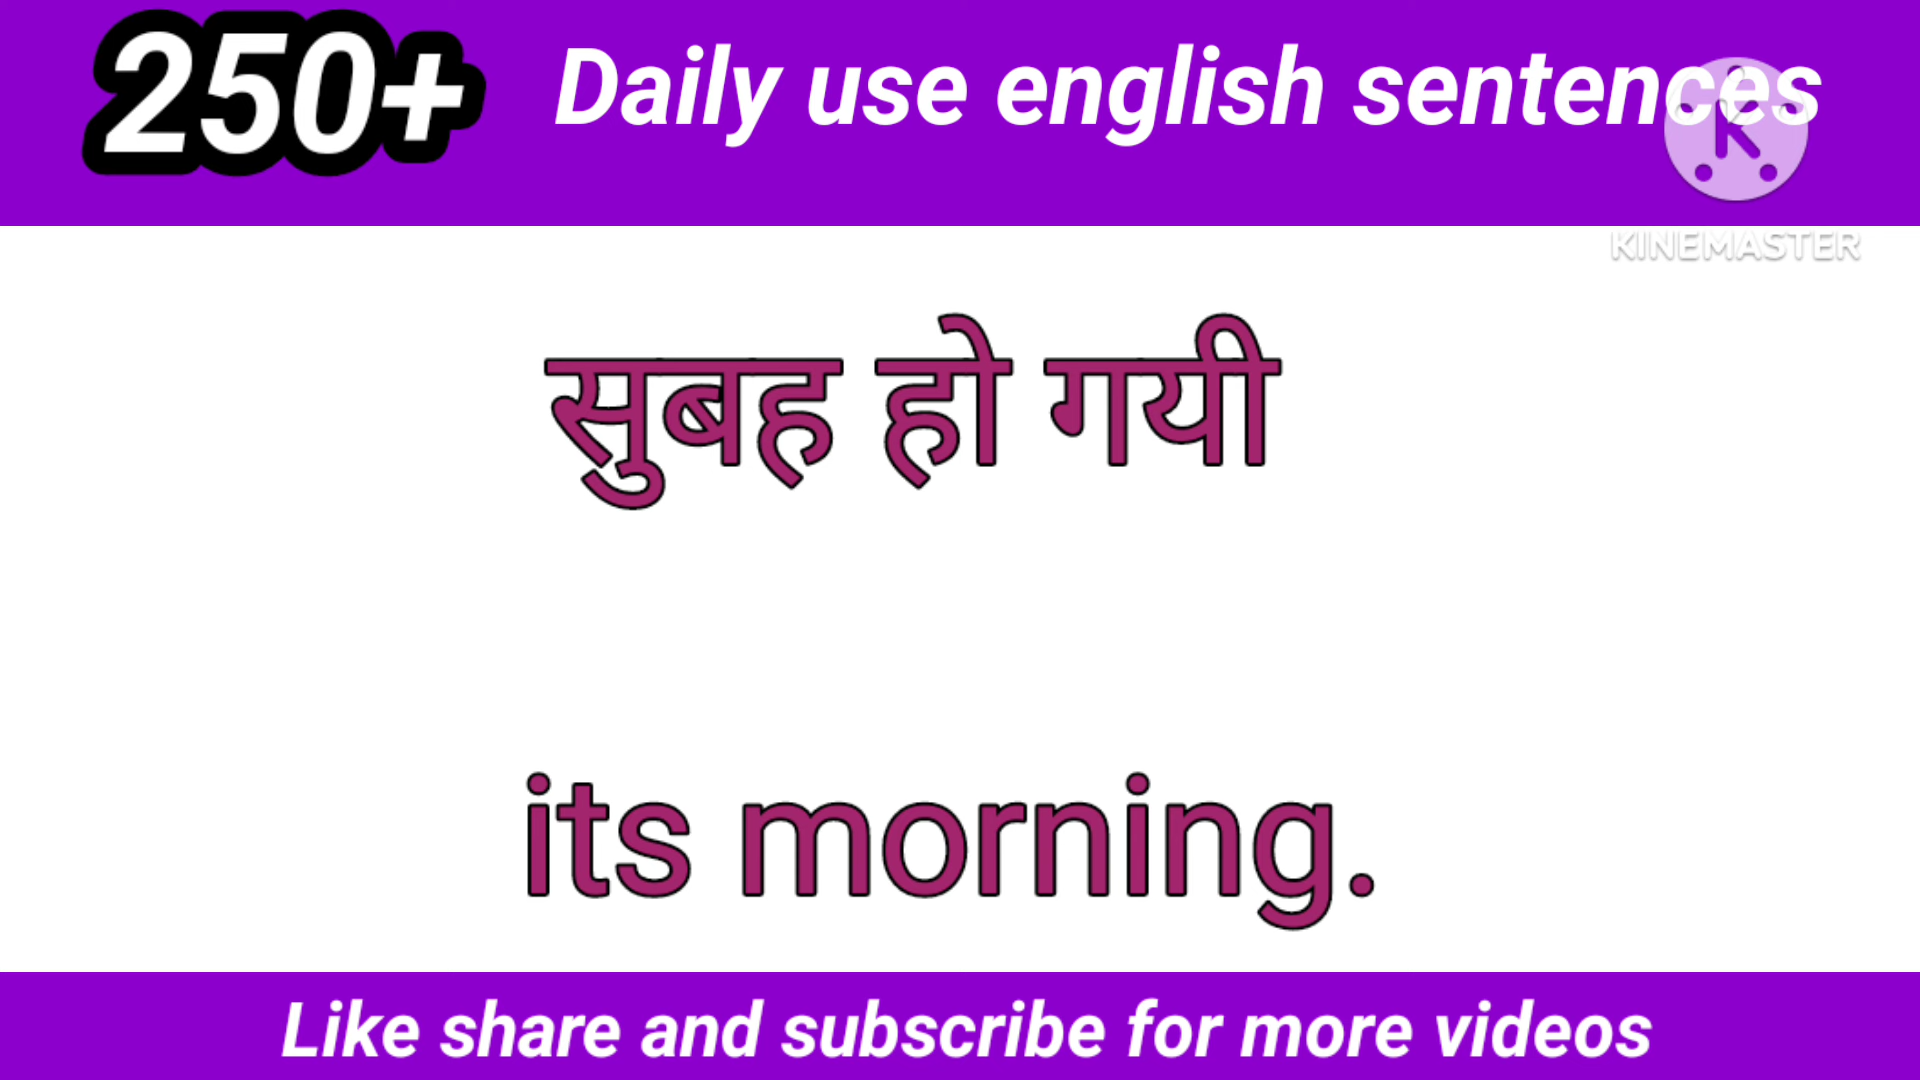 250+ Daily use english sentences
KINEMASTER
सुबह हो गयी
its morning.
Like share and subscribe for more videos